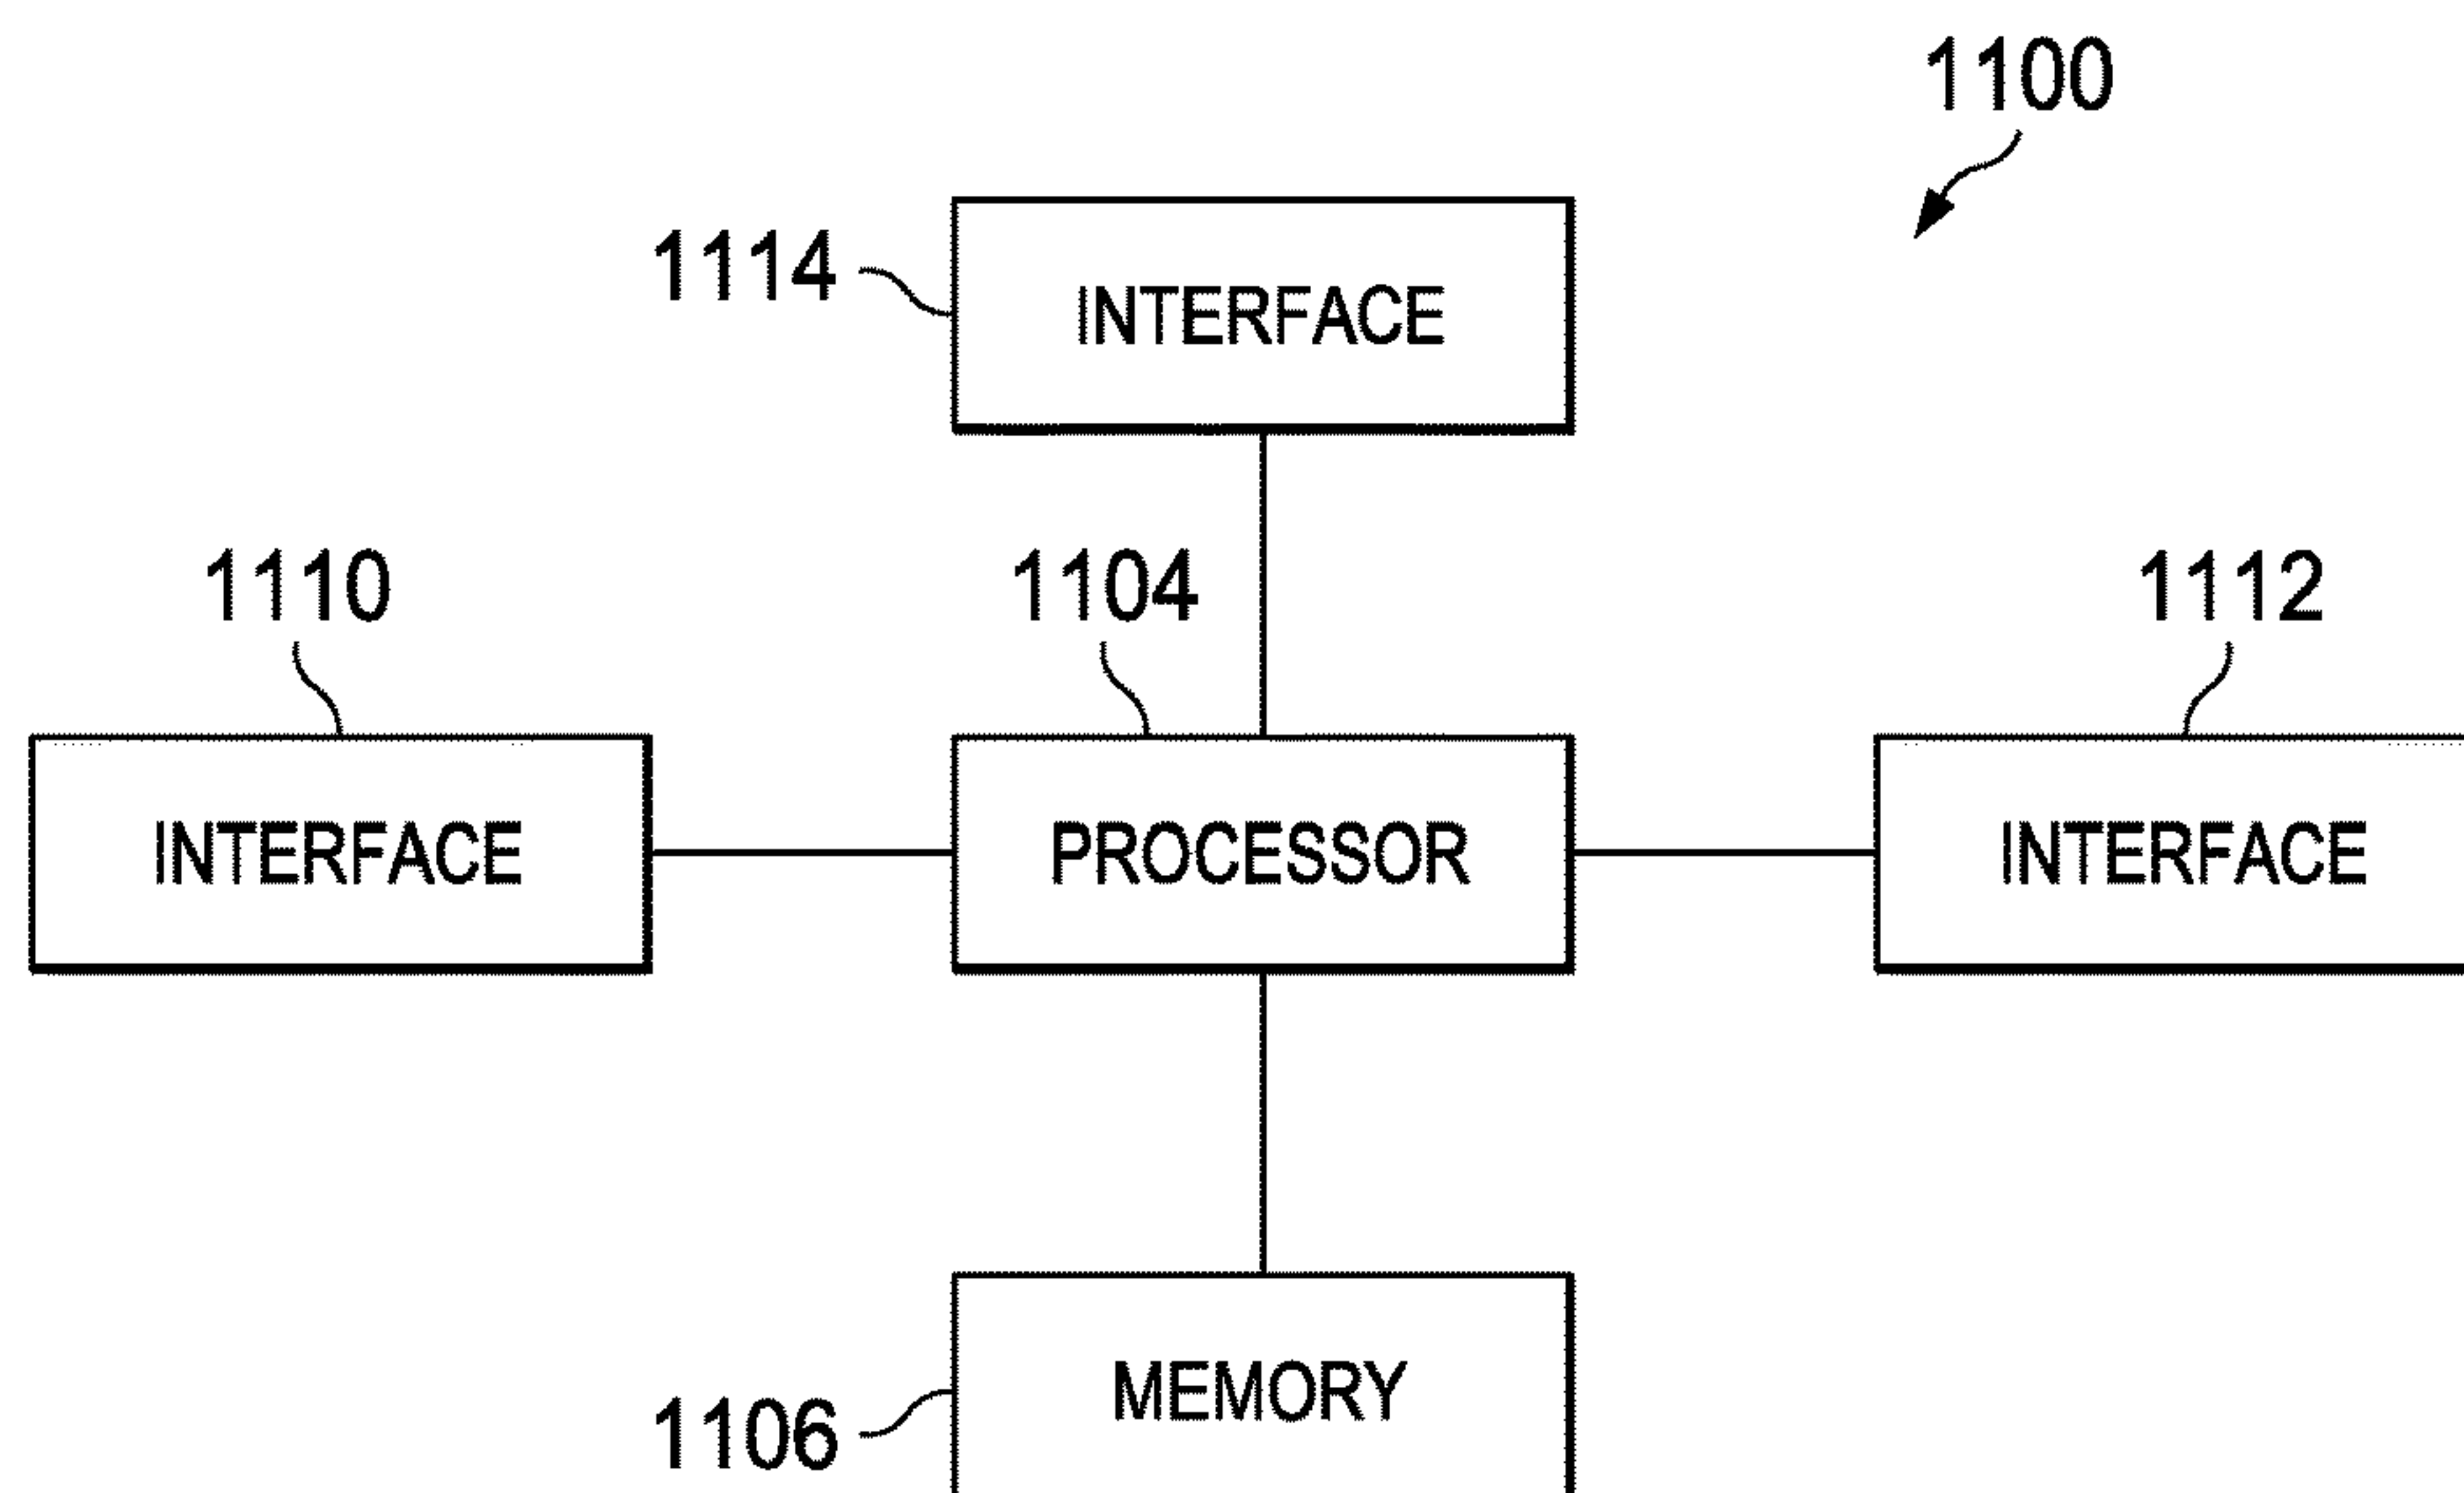 1100
1114
INTERFACE
1110
1104
1112
INTERFACE
PROCESSOR
INTERFACE
MEMORY
1106